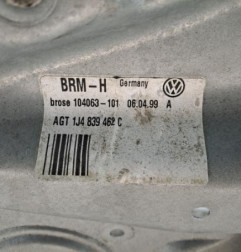 BRM-H Germany
brose 104063-101 06.04.99 A
AGT 1J4 839 462 C